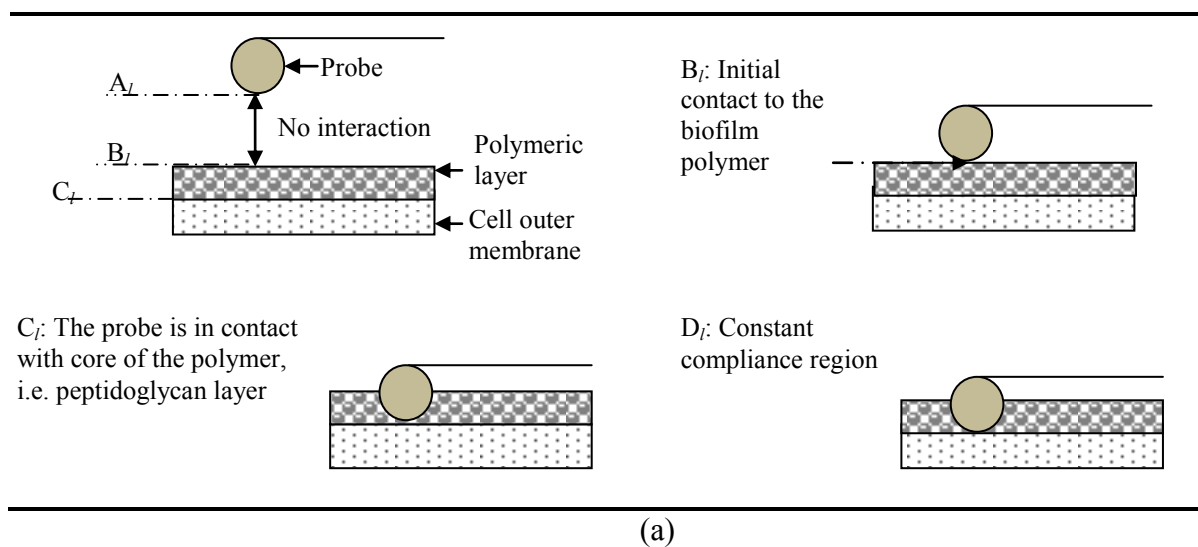 A_l
Probe
No interaction
B_l
C_l
Polymeric
layer
Cell outer
membrane
B_l: Initial
contact to the
biofilm
polymer
C_l: The probe is in contact
with core of the polymer,
i.e. peptidoglycan layer
D_l: Constant
compliance region
(a)